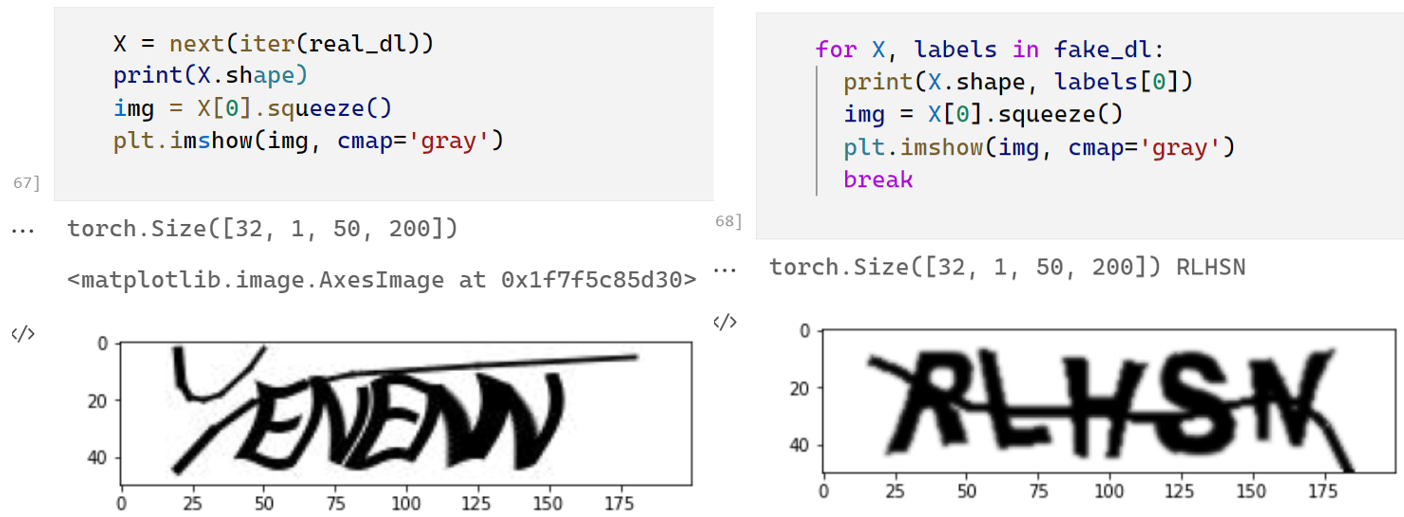 X = next(iter(real_dl))
print(X.shape)
img = X[0].squeeze()
plt.imshow(img, cmap='gray')
67]
... torch.Size([32, 1, 50, 200])
<matplotlib.image.AxesImage at 0x1f7f5c85d30>
</>
0
20
40
0 25 50 75 100 125 150 175
for X, labels in fake_dl:
print(X.shape, labels[0])
img = X[0].squeeze()
plt.imshow(img, cmap='gray')
break
68]
... torch.Size([32, 1, 50, 200]) RLHSN
</>
0
20
40
RLHSN
0 25 50 75 100 125 150 175